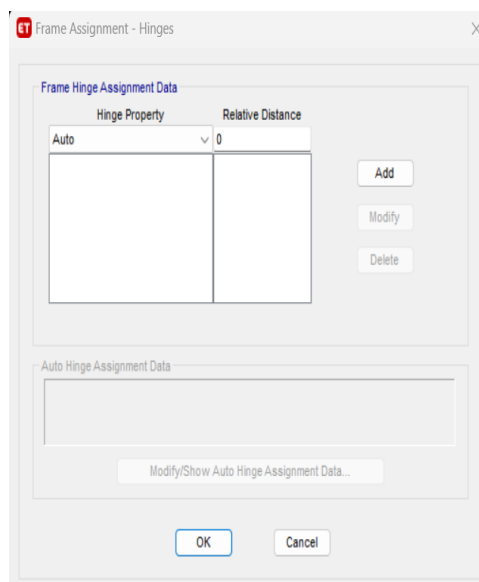 ET Frame Assignment - Hinges
Frame Hinge Assignment Data
Hinge Property Relative Distance
Auto 0
Add
Modify
Delete
Auto Hinge Assignment Data
Modify/Show Auto Hinge Assignment Data...
OK Cancel